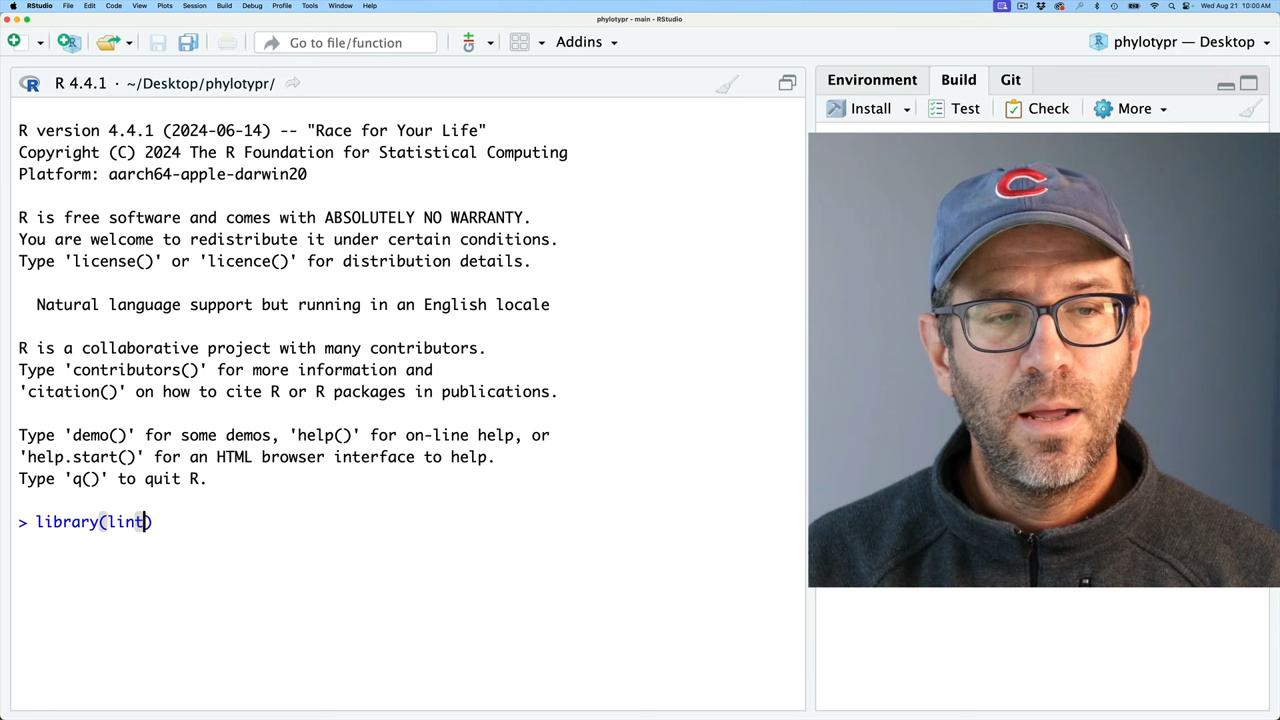 RStudio File Edit Code View Plots Session Build Debug Profile Tools Window Help Wed Aug 21 10:00 AM
phylotypr - main - RStudio
Go to file/function Addins phylotypr — Desktop
R 4.4.1 · ~/Desktop/phylotypr/
Environment Build Git
Install Test Check More
R version 4.4.1 (2024-06-14) -- "Race for Your Life"
Copyright (C) 2024 The R Foundation for Statistical Computing
Platform: aarch64-apple-darwin20
R is free software and comes with ABSOLUTELY NO WARRANTY.
You are welcome to redistribute it under certain conditions.
Type 'license()' or 'licence()' for distribution details.
Natural language support but running in an English locale
R is a collaborative project with many contributors.
Type 'contributors()' for more information and
'citation()' on how to cite R or R packages in publications.
Type 'demo()' for some demos, 'help()' for on-line help, or
'help.start()' for an HTML browser interface to help.
Type 'q()' to quit R.
> library(lint)